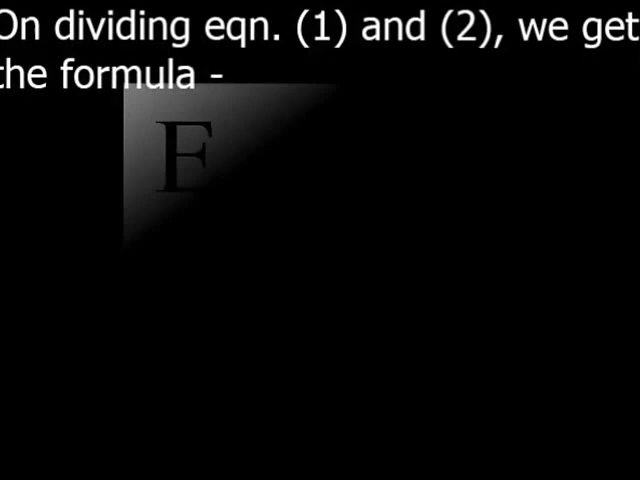 On dividing eqn. (1) and (2), we get
the formula -
F